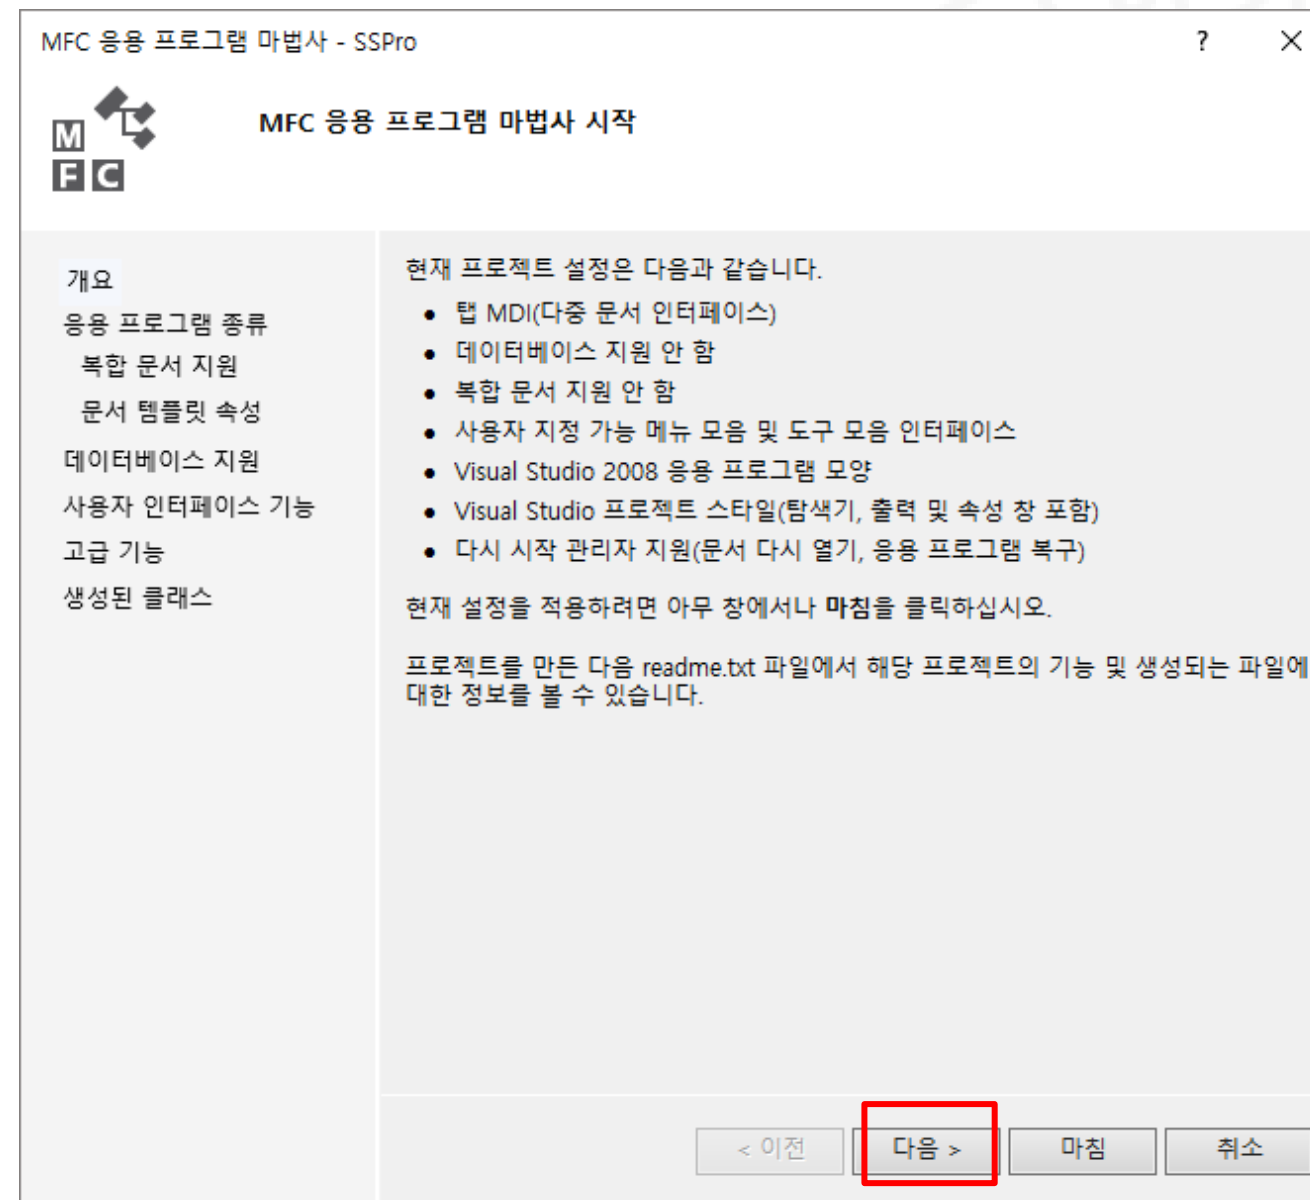 MFC 응용 프로그램 마법사 - SSPro
?
M
F C
MFC 응용 프로그램 마법사 시작
개요
응용 프로그램 종류
복합 문서 지원
문서 템플릿 속성
데이터베이스 지원
사용자 인터페이스 기능
고급 기능
생성된 클래스
현재 프로젝트 설정은 다음과 같습니다.
• 탭 MDI(다중 문서 인터페이스)
• 데이터베이스 지원 안 함
• 복합 문서 지원 안 함
• 사용자 지정 가능 메뉴 모음 및 도구 모음 인터페이스
• Visual Studio 2008 응용 프로그램 모양
• Visual Studio 프로젝트 스타일(탐색기, 출력 및 속성 창 포함)
• 다시 시작 관리자 지원(문서 다시 열기, 응용 프로그램 복구)
현재 설정을 적용하려면 아무 창에서나 마침을 클릭하십시오.
프로젝트를 만든 다음 readme.txt 파일에서 해당 프로젝트의 기능 및 생성되는 파일에
대한 정보를 볼 수 있습니다.
< 이전
다음 >
마침
취소